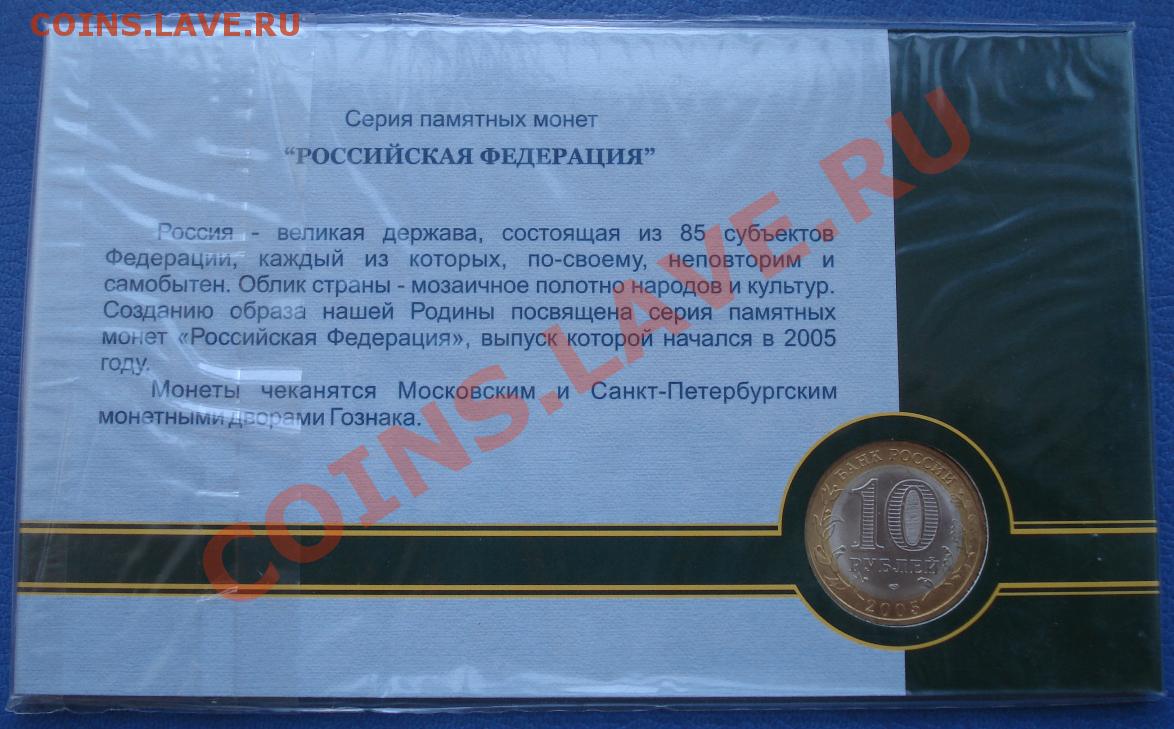 COINS.LAVE.RU
Серия памятных монет
“РОССИЙСКАЯ ФЕДЕРАЦИЯ”
Россия - великая держава, состоящая из 85 субъектов
Федерации, каждый из которых, по-своему, неповторим и
самобытен. Облик страны - мозаичное полотно народов и культур.
Созданию образа нашей Родины посвящена серия памятных
монет «Российская Федерация», выпуск которой начался в 2005
году.
Монеты чеканятся Московским и Санкт-Петербургским
монетными дворами Гознака.
COINS.LAVE.RU
БАНК РОССИИ
10
РУБЛЕЙ
2005